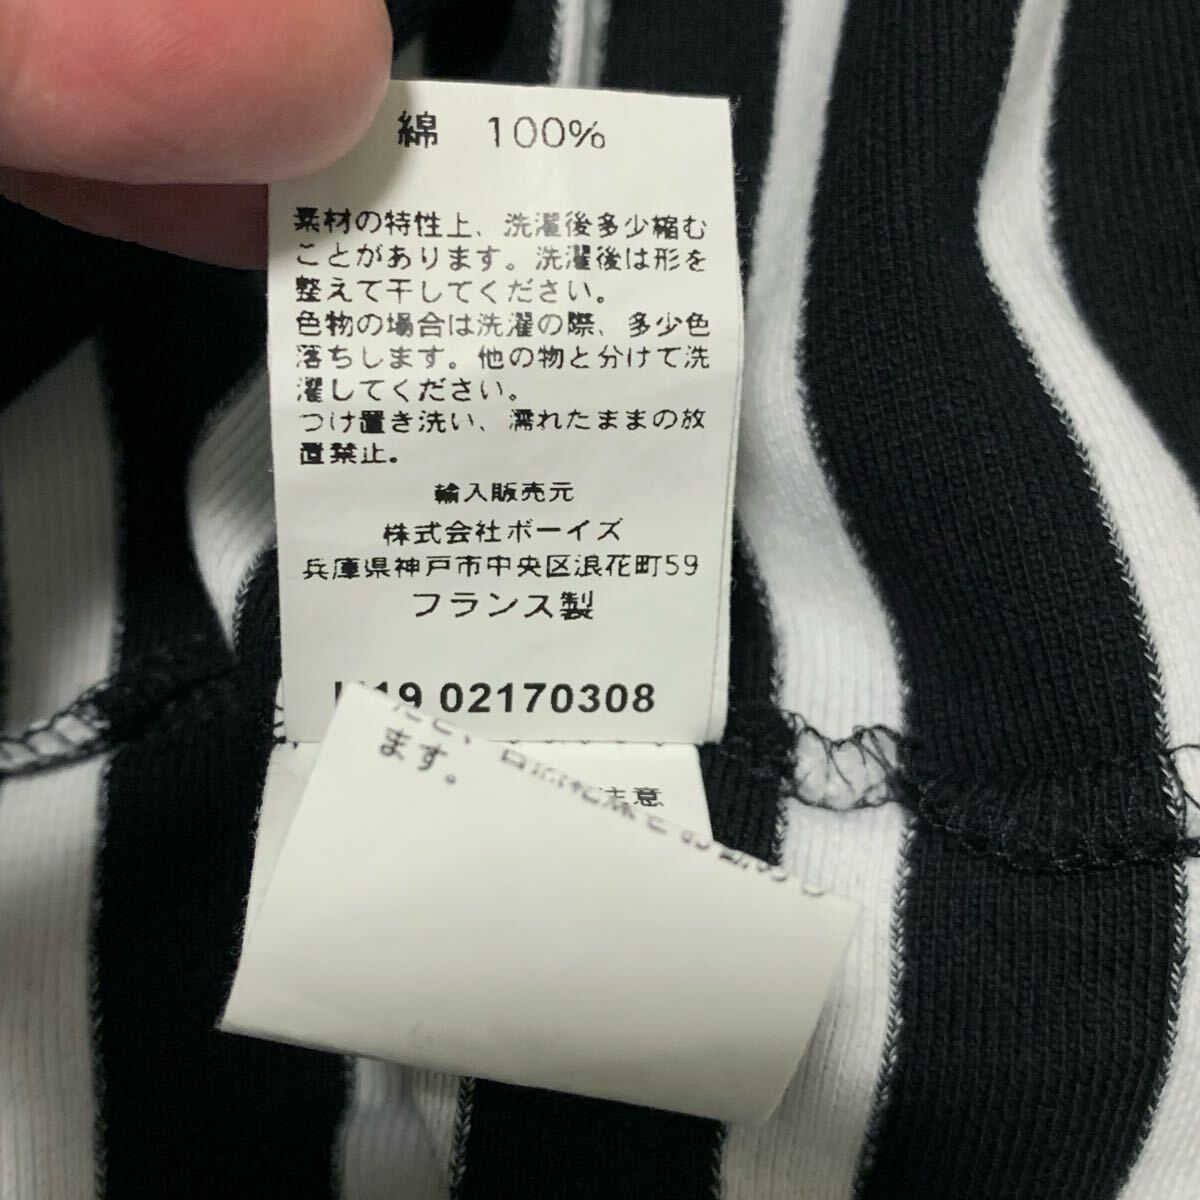 綿 100%
素材の特性上、洗濯後多少縮む
ことがあります。洗濯後は形を
整えて干してください。
色物の場合は洗濯の際、多少色
落ちします。他の物と分けて洗
濯してください。
つけ置き洗い、濡れたままの放
置禁止。
輸入販売元
株式会社ボーイズ
兵庫県神戸市中央区浪花町59
フランス製
02170308
ます。
注意